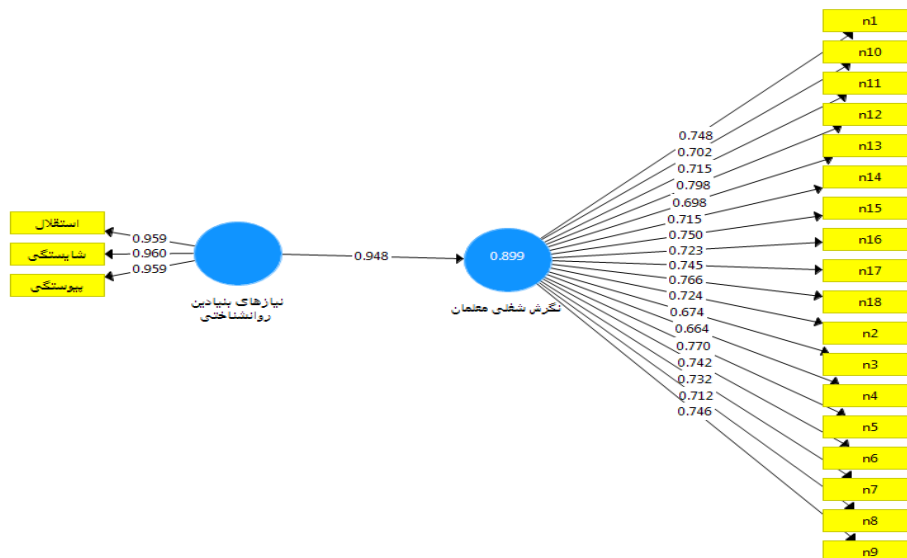 n1
n10
n11
n12
n13
n14
n15
n16
n17
n18
n2
n3
n4
n5
n6
n7
n8
n9
0.748
0.702
0.715
0.798
0.698
0.715
0.750
0.723
0.745
0.766
0.724
0.674
0.664
0.770
0.742
0.732
0.712
0.746
استقلال
شایستگی
پیوستگی
0.959
0.960
0.959
0.948
0.899
نیازهای بنیادین
روانشناختی
نگرش شغلی معلمان